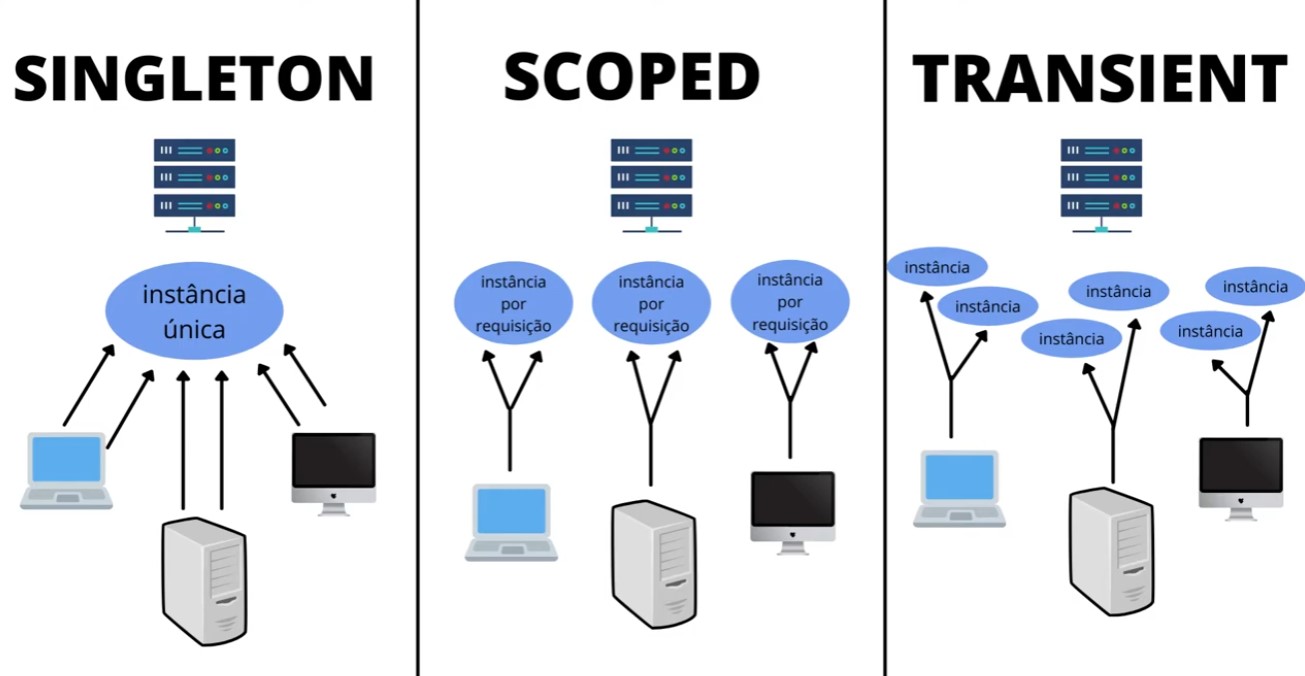 SINGLETON
instância
única
SCOPED
instância
por
requisição
instância
por
requisição
instância
por
requisição
TRANSIENT
instância
instância
instância
instância
instância
instância